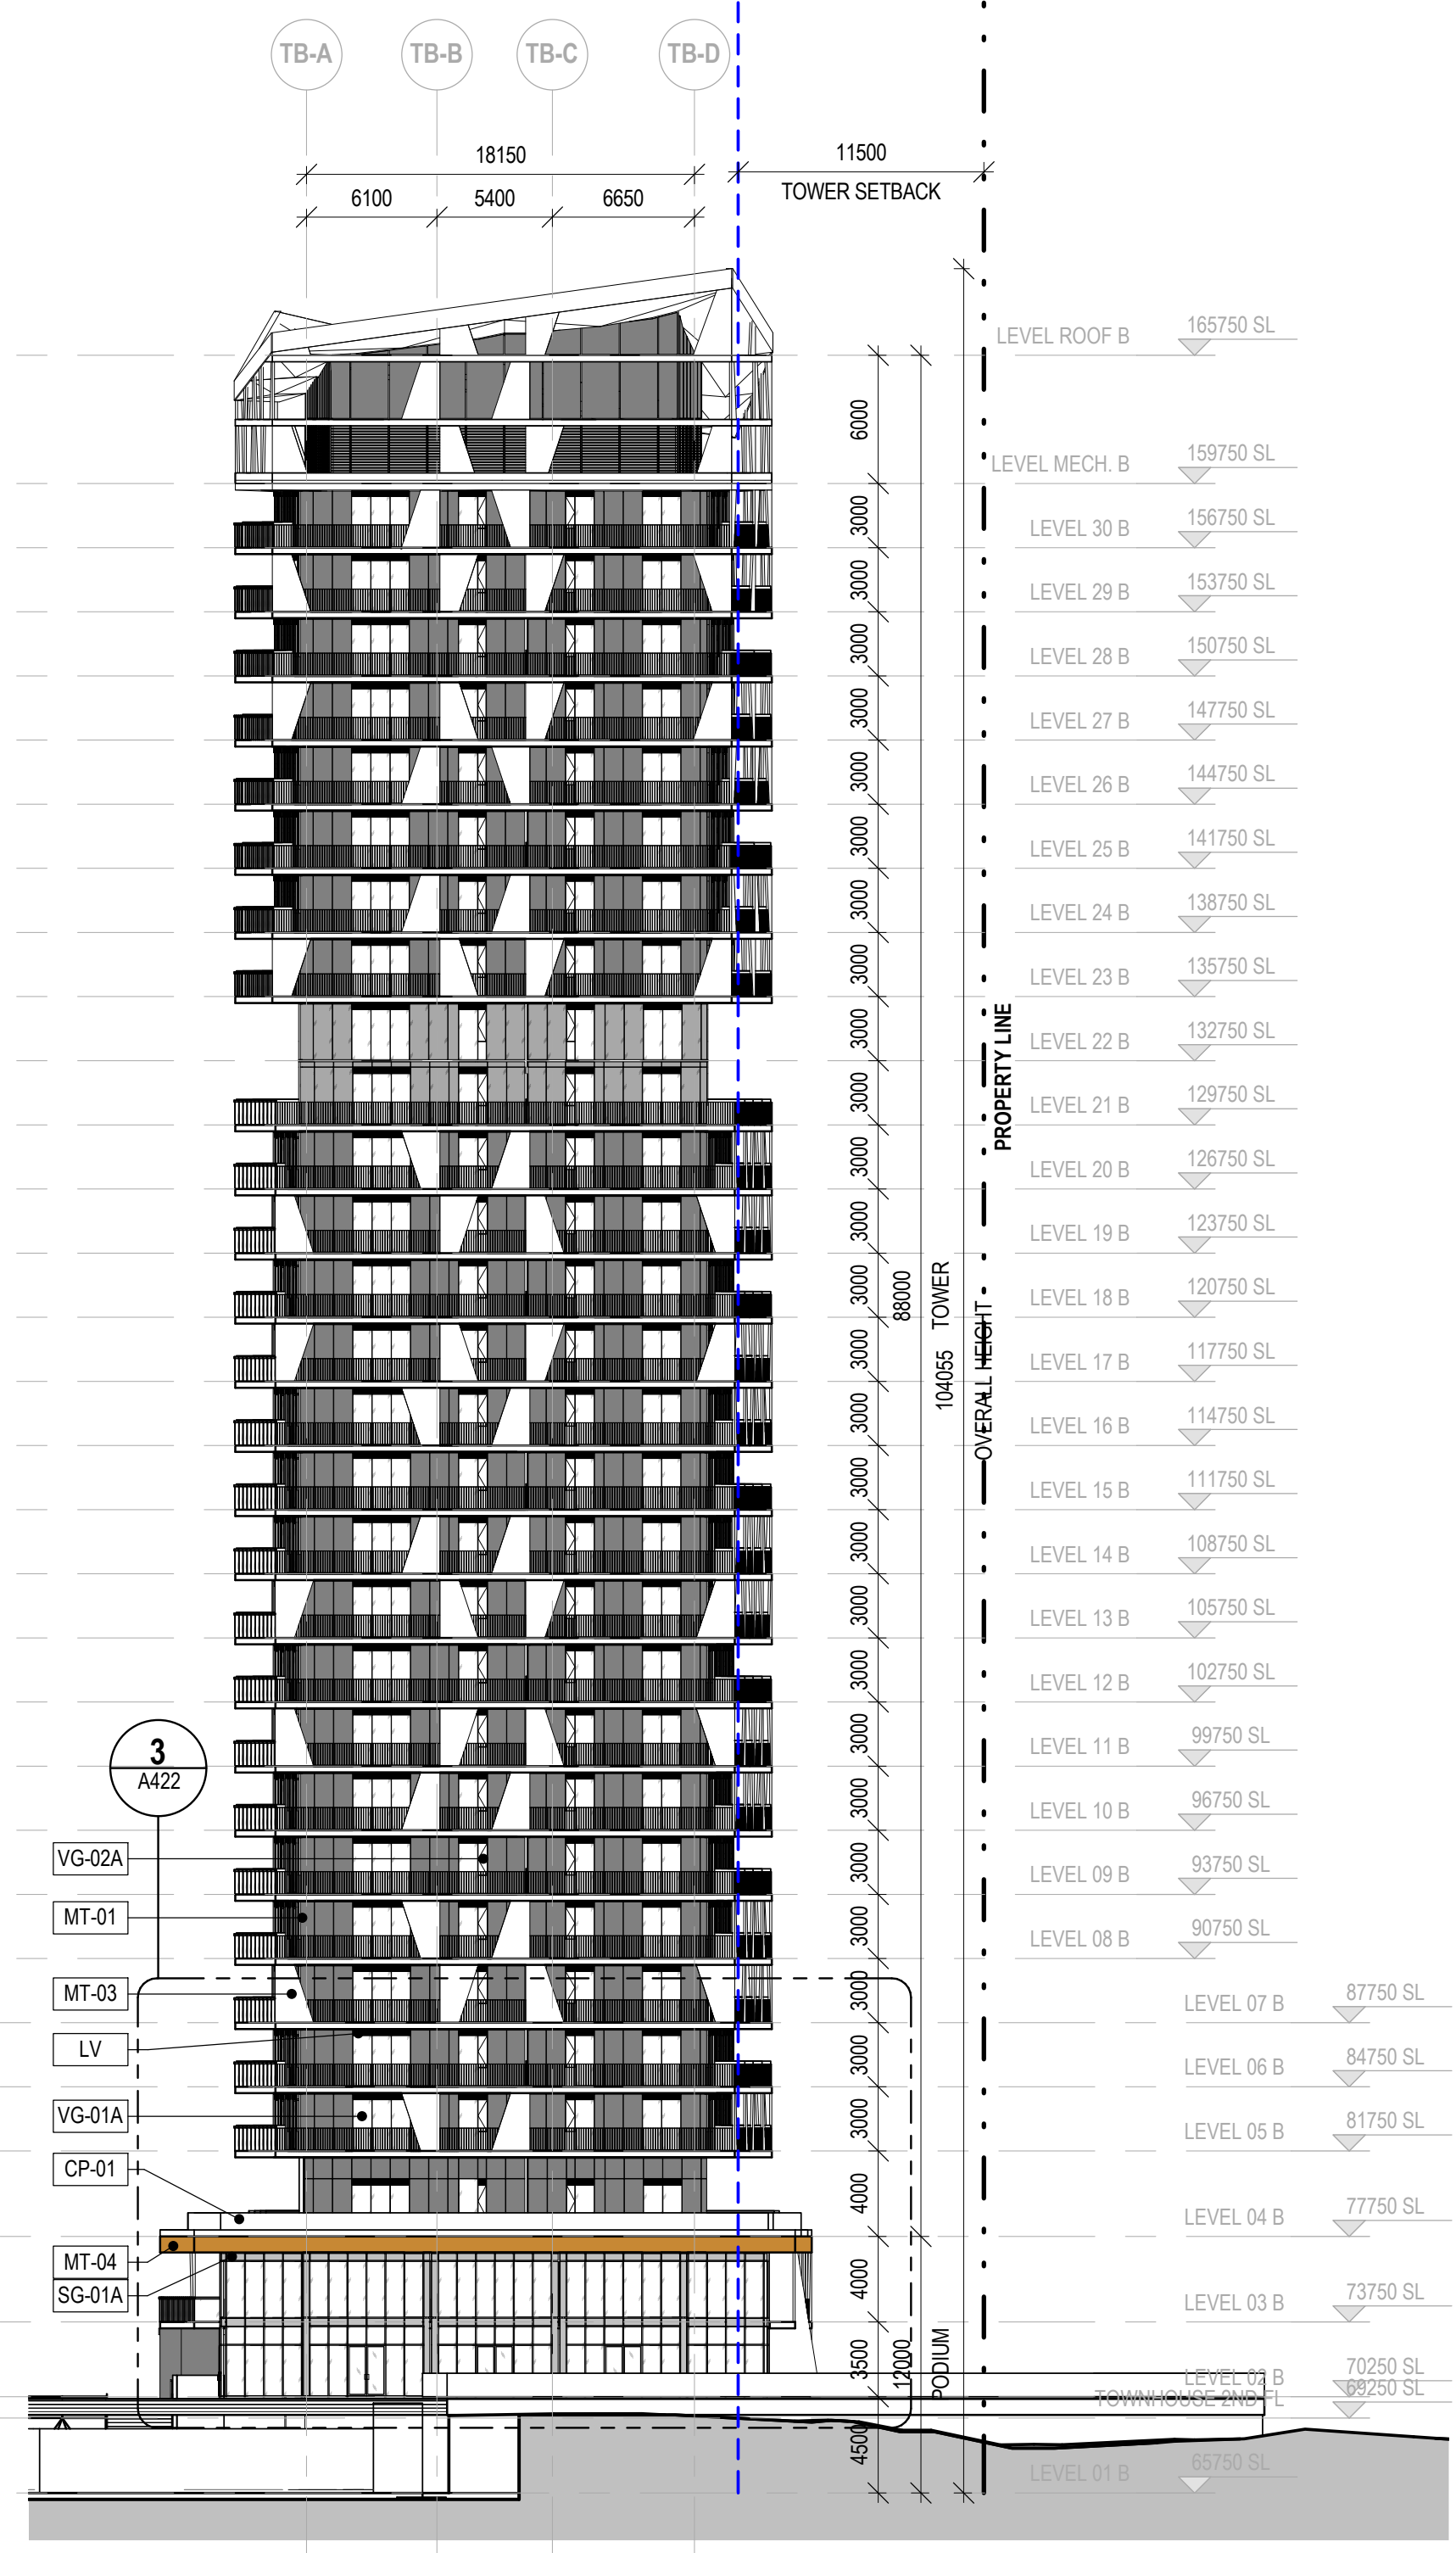 TB-A TB-B TB-C TB-D
18150 11500
TOWER SETBACK
6100 5400 6650
LEVEL ROOF B 165750 SL
6000
LEVEL MECH. B 159750 SL
3000
LEVEL 30 B 156750 SL
3000
LEVEL 29 B 153750 SL
3000
LEVEL 28 B 150750 SL
3000
LEVEL 27 B 147750 SL
3000
LEVEL 26 B 144750 SL
3000
LEVEL 25 B 141750 SL
3000
LEVEL 24 B 138750 SL
3000
LEVEL 23 B 135750 SL
3000
LEVEL 22 B 132750 SL
PROPERTY LINE
3000
LEVEL 21 B 129750 SL
3000
LEVEL 20 B 126750 SL
3000
LEVEL 19 B 123750 SL
3000
88000
TOWER
LEVEL 18 B 120750 SL
3000
104055
OVERALL HEIGHT
LEVEL 17 B 117750 SL
3000
LEVEL 16 B 114750 SL
3000
LEVEL 15 B 111750 SL
3000
LEVEL 14 B 108750 SL
3000
LEVEL 13 B 105750 SL
3000
LEVEL 12 B 102750 SL
3000
LEVEL 11 B 99750 SL
3
A422
3000
LEVEL 10 B 96750 SL
VG-02A
3000
LEVEL 09 B 93750 SL
MT-01
3000
LEVEL 08 B 90750 SL
MT-03
3000
LEVEL 07 B 87750 SL
LV
3000
LEVEL 06 B 84750 SL
VG-01A
3000
LEVEL 05 B 81750 SL
CP-01
4000
LEVEL 04 B 77750 SL
MT-04
SG-01A
4000
LEVEL 03 B 73750 SL
3500
12000
PODIUM
LEVEL 02 B 70250 SL
TOWNHOUSE 2ND FL 69250 SL
4500
LEVEL 01 B 65750 SL